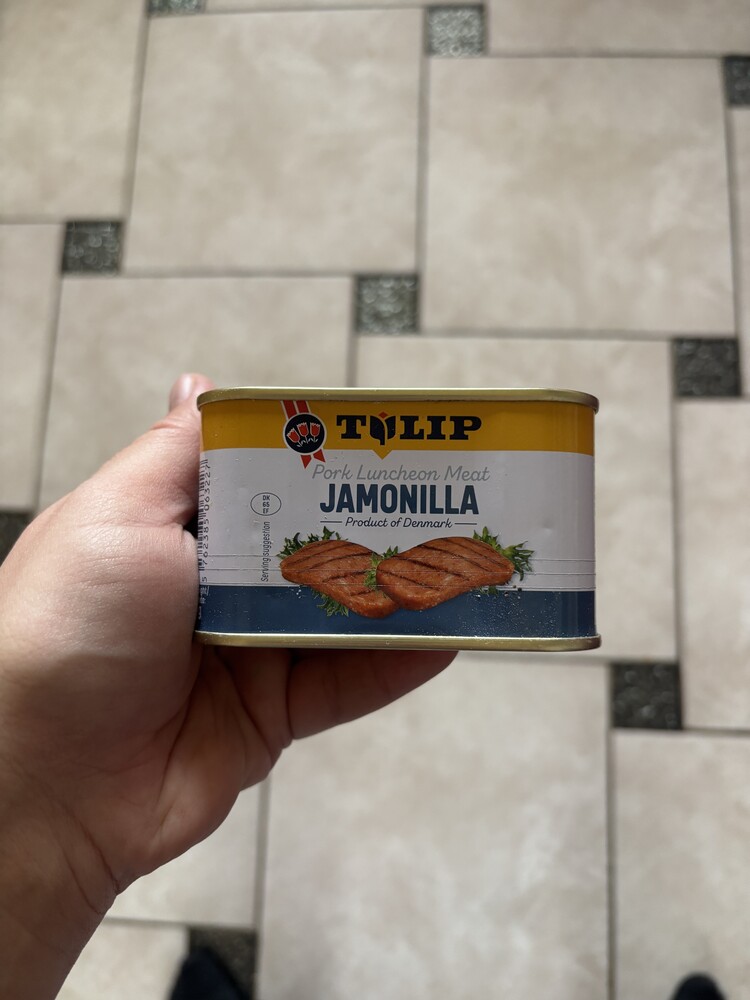 TULIP
Pork Luncheon Meat
JAMONILLA
Product of Denmark
DK
65
EF
Serving suggestion